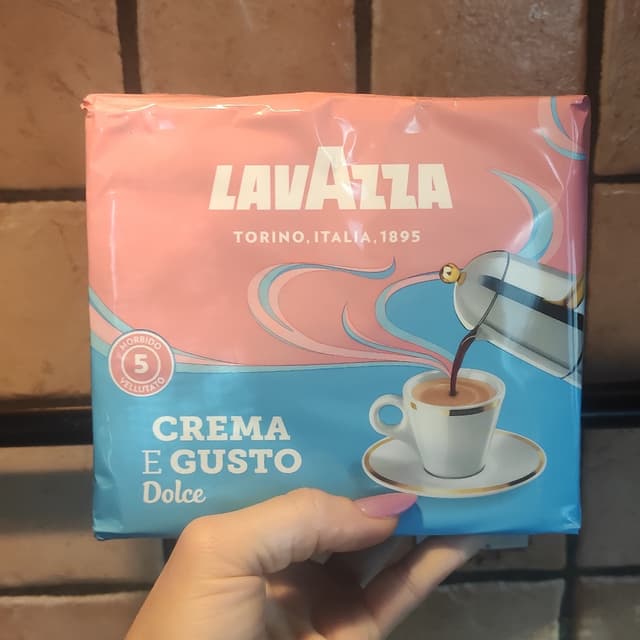 LAVAZZA
TORINO, ITALIA, 1895
MORBIDO
5
VELLUTATO
CREMA
E GUSTO
Dolce